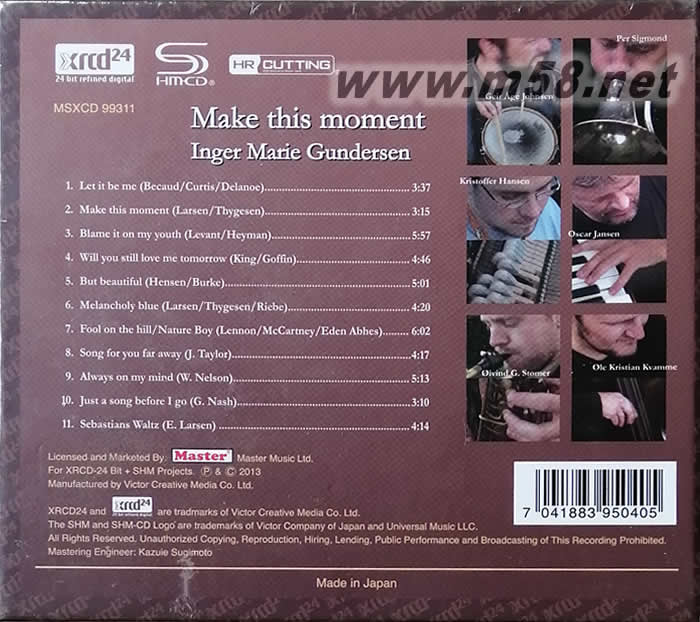 xrcd24
24 bit refined digital
SHM-CD
HR CUTTING
www.m58.net
MSXCD 99311
Make this moment
Inger Marie Gundersen
Per Sigmond
Geir Åge Johnsen
Kristoffer Hansen
Oscar Jansen
Øivind G. Stømer
Ole Kristian Kvamme
1. Let it be me (Becaud/Curtis/Delanoe)........3:37
2. Make this moment (Larsen/Thygesen)........3:15
3. Blame it on my youth (Levant/Heyman)........5:57
4. Will you still love me tomorrow (King/Goffin)........4:46
5. But beautiful (Hensen/Burke)........5:01
6. Melancholy blue (Larsen/Thygesen/Riebe)........4:20
7. Fool on the hill/Nature Boy (Lennon/McCartney/Eden Abhes)........6:02
8. Song for you far away (J. Taylor)........4:17
9. Always on my mind (W. Nelson)........5:13
10. Just a song before I go (G. Nash)........3:10
11. Sebastians Waltz (E. Larsen)........4:14
Licensed and Marketed By: Master Master Music Ltd.
For XRCD-24 Bit + SHM Projects. ℗ & © 2013
Manufactured by Victor Creative Media Co. Ltd.
XRCD24 and xrcd24 are tradmarks of Victor Creative Media Co. Ltd.
The SHM and SHM-CD Logo are trademarks of Victor Company of Japan and Universal Music LLC.
All Rights Reserved. Unauthorized Copying, Reproduction, Hiring, Lending, Public Performance and Broadcasting of This Recording Prohibited.
Mastering Engineer: Kazuie Sugimoto
7 041883 950405
Made in Japan